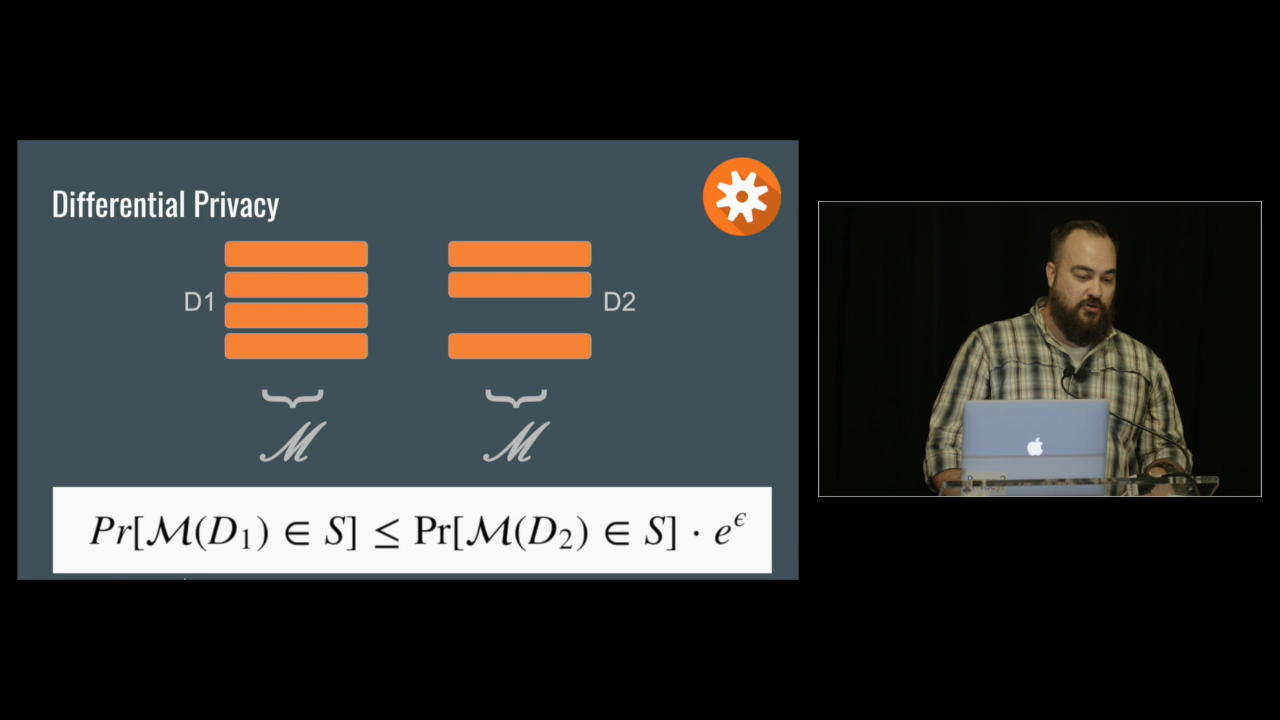 Differential Privacy
D1
D2
ℳ
ℳ
Pr[ℳ(D₁) ∈ S] ≤ Pr[ℳ(D₂) ∈ S] · e^ϵ